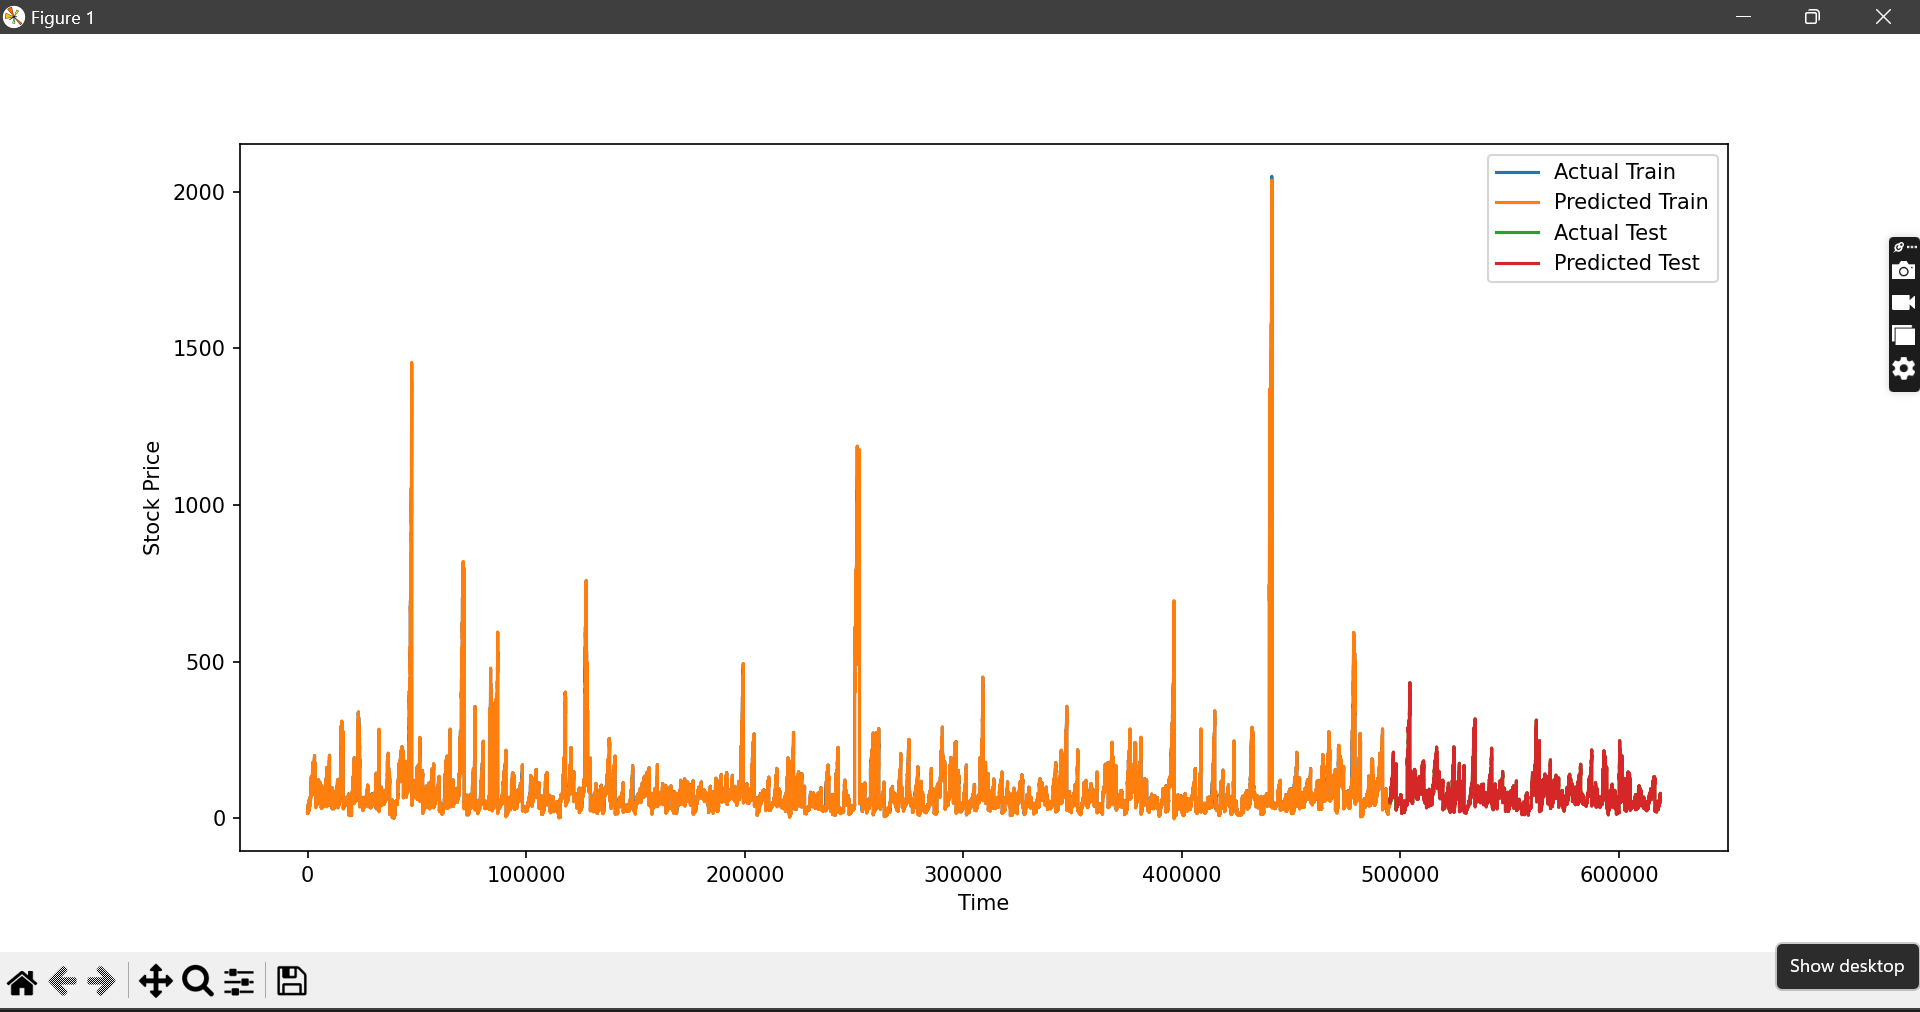 Figure 1
Actual Train
Predicted Train
Actual Test
Predicted Test
2000
1500
1000
500
0
Stock Price
0 100000 200000 300000 400000 500000 600000
Time
Show desktop